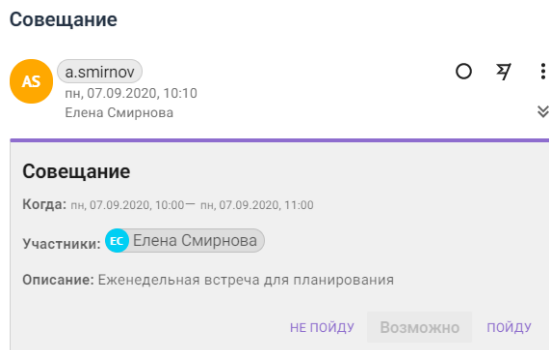 Совещание
AS
a.smirnov
пн, 07.09.2020, 10:10
Елена Смирнова
Совещание
Когда: пн, 07.09.2020, 10:00— пн, 07.09.2020, 11:00
Участники: ЕС Елена Смирнова
Описание: Еженедельная встреча для планирования
НЕ ПОЙДУ Возможно ПОЙДУ